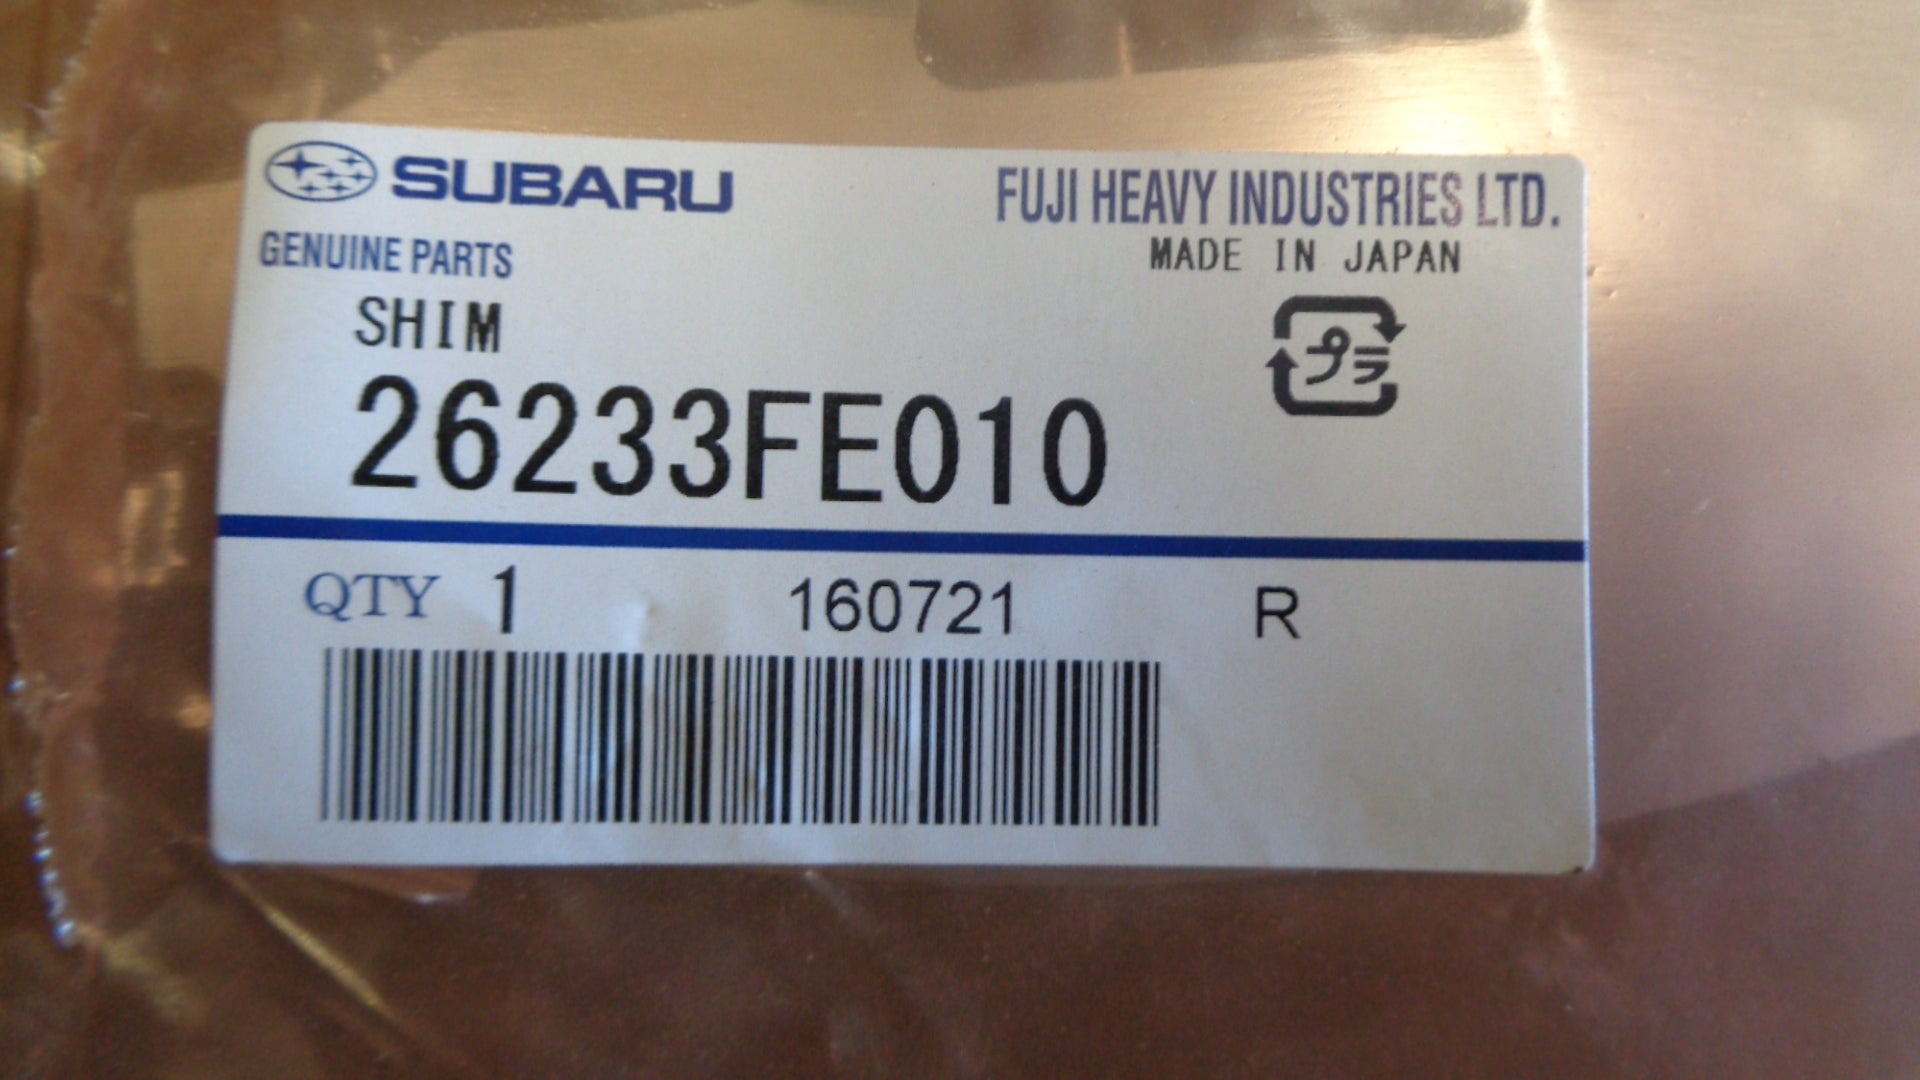 SUBARU
FUJI HEAVY INDUSTRIES LTD.
GENUINE PARTS
MADE IN JAPAN
SHIM
プラ
26233FE010
QTY 1 160721 R